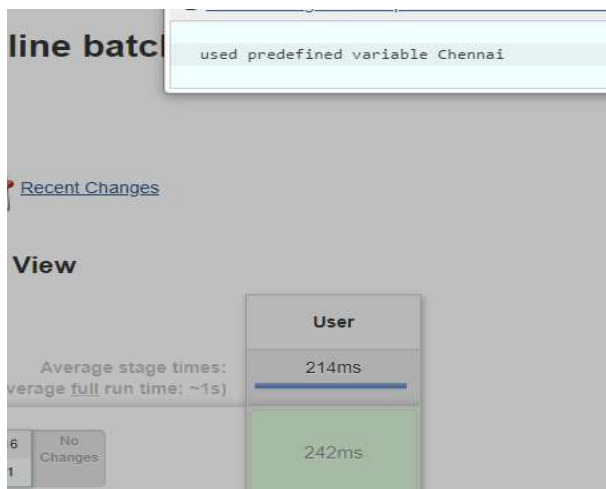 line batc
used predefined variable Chennai
Recent Changes
View
User
Average stage times:
214ms
verage full run time: ~1s)
6
No
Changes
1
242ms